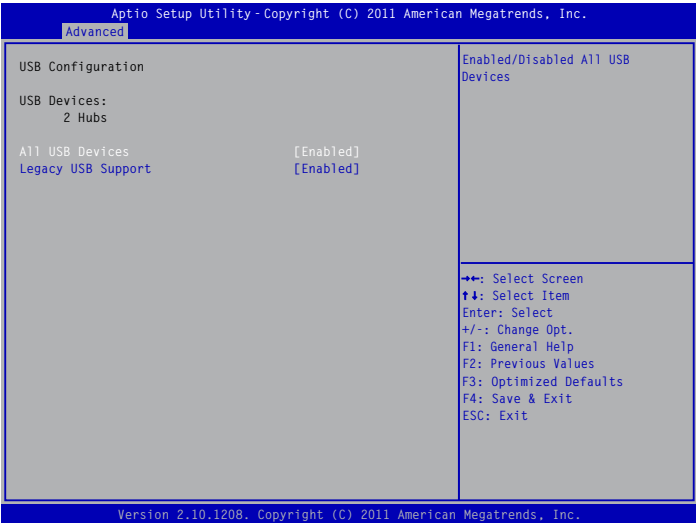 Aptio Setup Utility - Copyright (C) 2011 American Megatrends, Inc.
Advanced
USB Configuration
USB Devices:
2 Hubs
All USB Devices [Enabled]
Legacy USB Support [Enabled]
Enabled/Disabled All USB
Devices
→←: Select Screen
↑↓: Select Item
Enter: Select
+/-: Change Opt.
F1: General Help
F2: Previous Values
F3: Optimized Defaults
F4: Save & Exit
ESC: Exit
Version 2.10.1208. Copyright (C) 2011 American Megatrends, Inc.